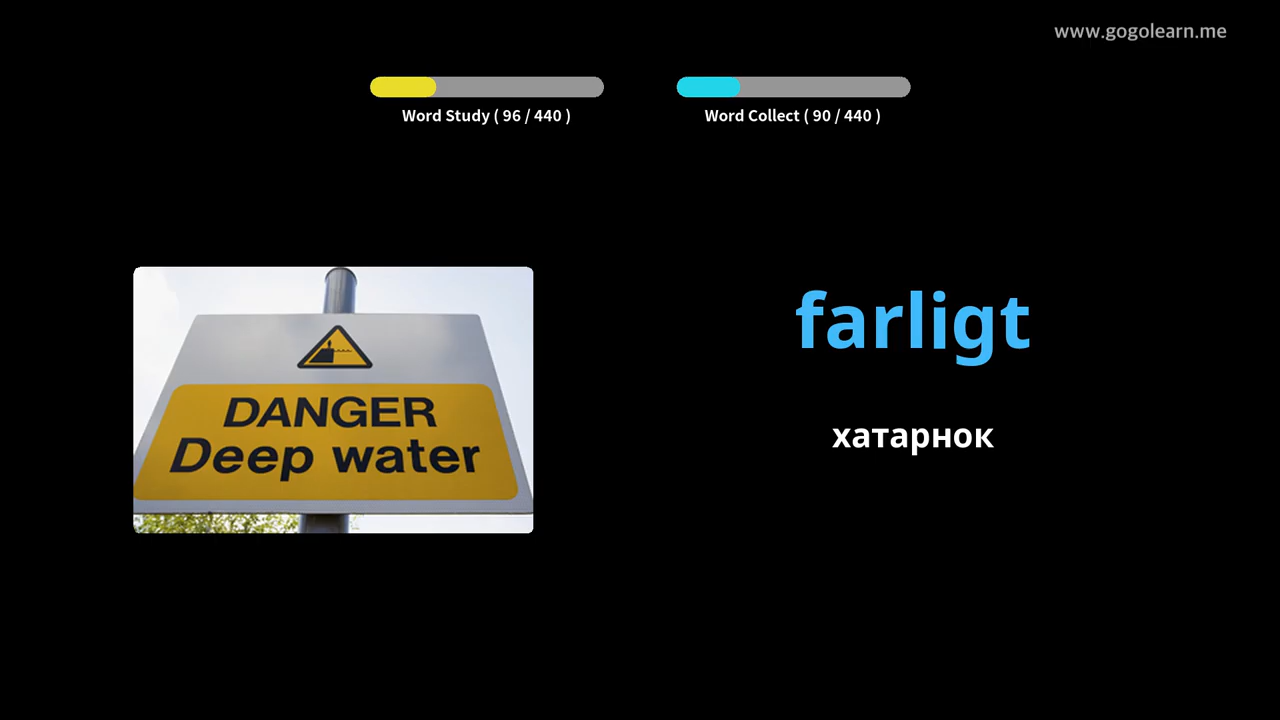 www.gogolearn.me
Word Study ( 96 / 440 )
Word Collect ( 90 / 440 )
DANGER
Deep water
farligt
хатарнок